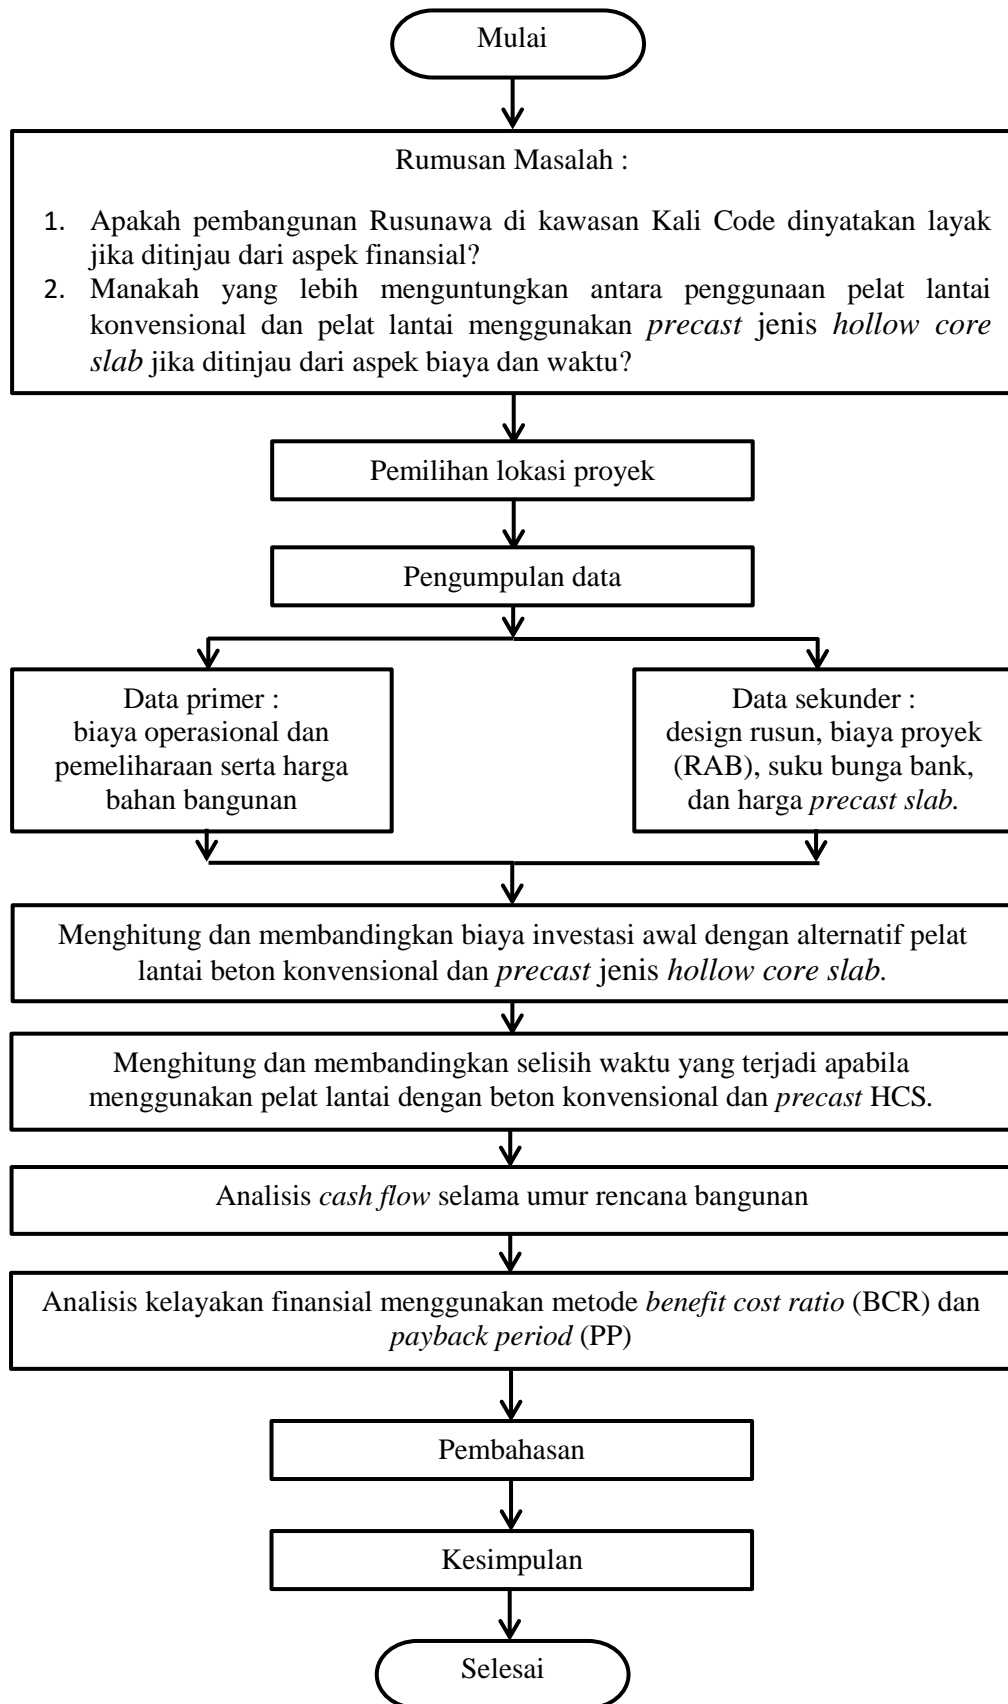 Mulai
Rumusan Masalah :
1. Apakah pembangunan Rusunawa di kawasan Kali Code dinyatakan layak
jika ditinjau dari aspek finansial?
2. Manakah yang lebih menguntungkan antara penggunaan pelat lantai
konvensional dan pelat lantai menggunakan precast jenis hollow core
slab jika ditinjau dari aspek biaya dan waktu?
Pemilihan lokasi proyek
Pengumpulan data
Data primer :
biaya operasional dan
pemeliharaan serta harga
bahan bangunan
Data sekunder :
design rusun, biaya proyek
(RAB), suku bunga bank,
dan harga precast slab.
Menghitung dan membandingkan biaya investasi awal dengan alternatif pelat
lantai beton konvensional dan precast jenis hollow core slab.
Menghitung dan membandingkan selisih waktu yang terjadi apabila
menggunakan pelat lantai dengan beton konvensional dan precast HCS.
Analisis cash flow selama umur rencana bangunan
Analisis kelayakan finansial menggunakan metode benefit cost ratio (BCR) dan
payback period (PP)
Pembahasan
Kesimpulan
Selesai